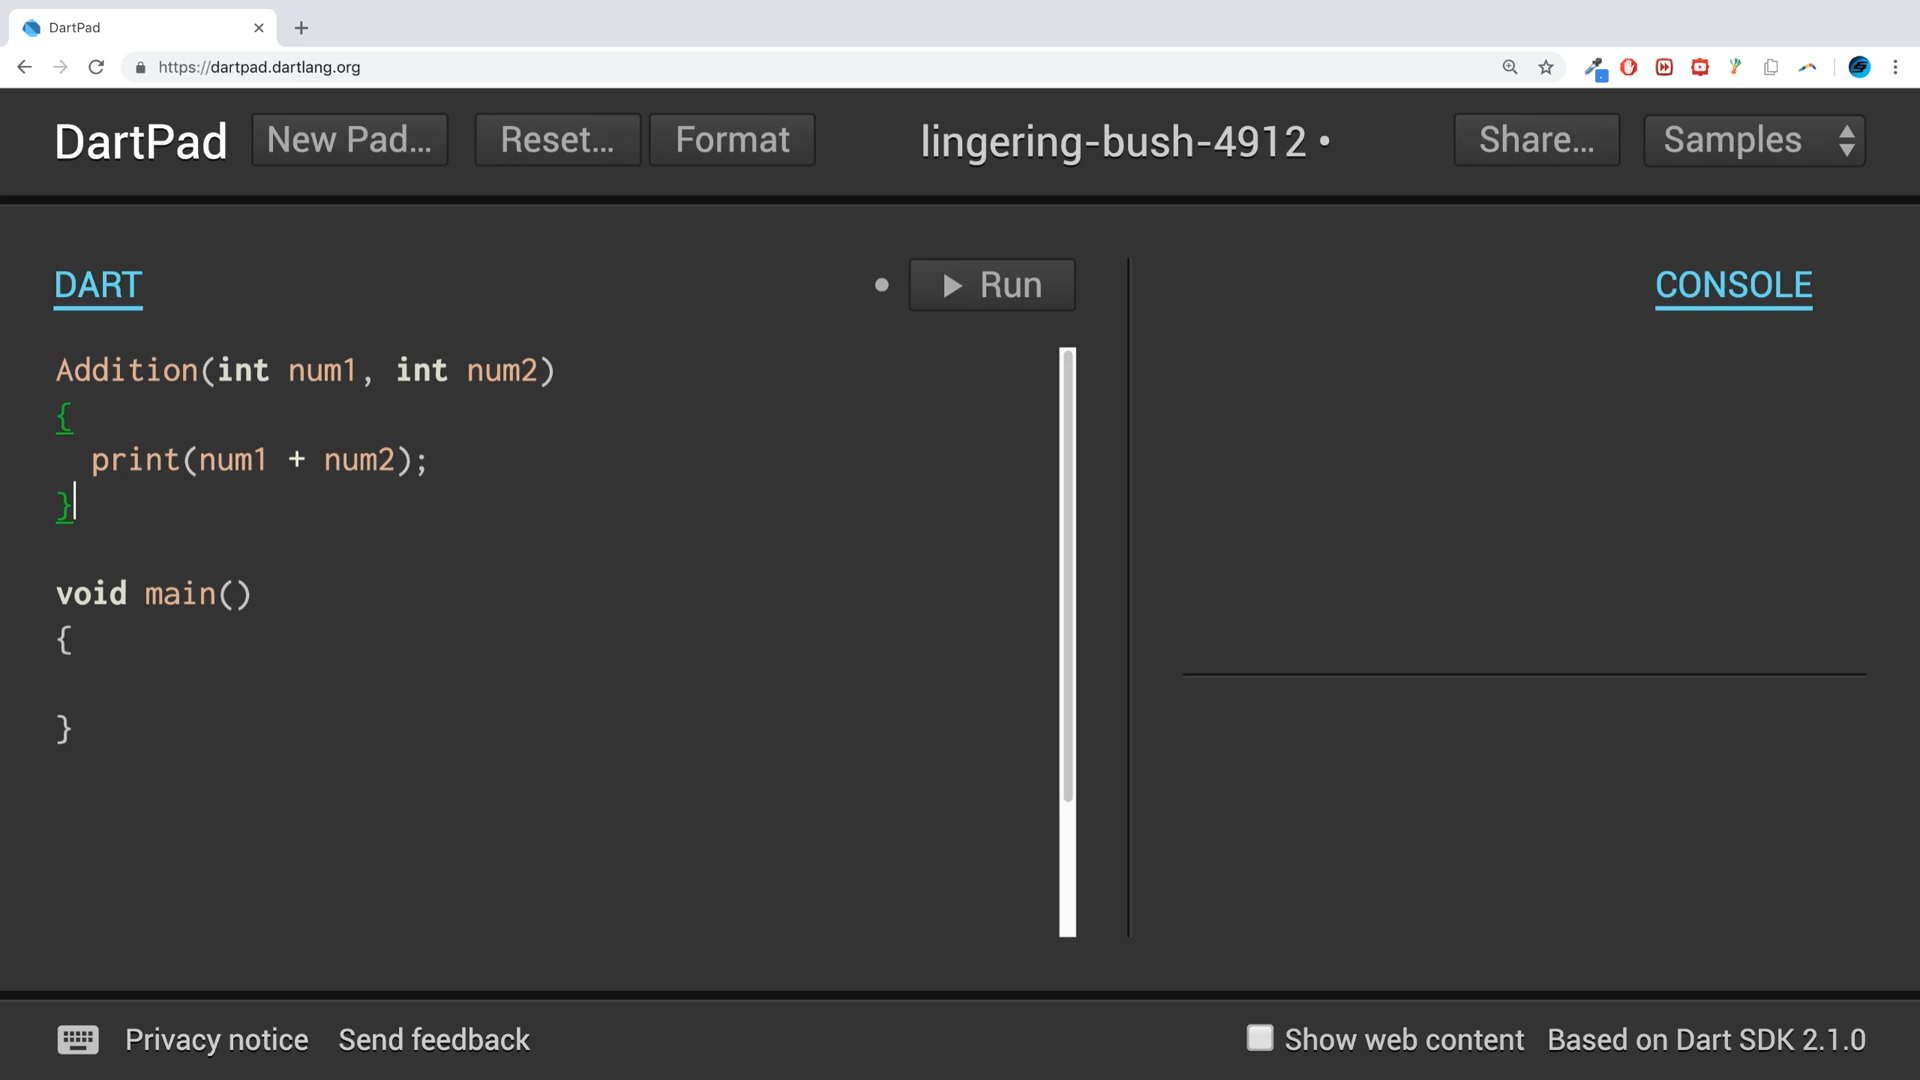 DartPad
https://dartpad.dartlang.org
DartPad
New Pad...
Reset...
Format
lingering-bush-4912 •
Share...
Samples
DART
Run
CONSOLE
Addition(int num1, int num2)
{
print(num1 + num2);
}
void main()
{
}
Privacy notice
Send feedback
Show web content
Based on Dart SDK 2.1.0